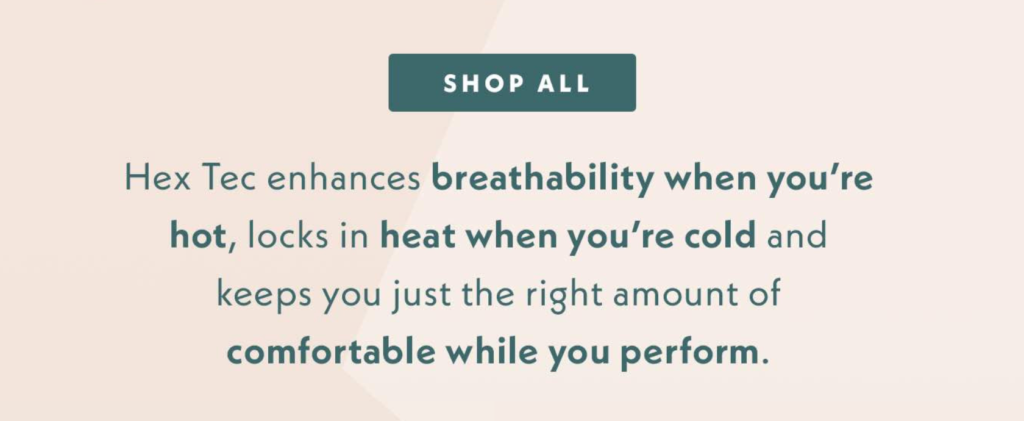 SHOP ALL
Hex Tec enhances breathability when you’re
hot, locks in heat when you’re cold and
keeps you just the right amount of
comfortable while you perform.